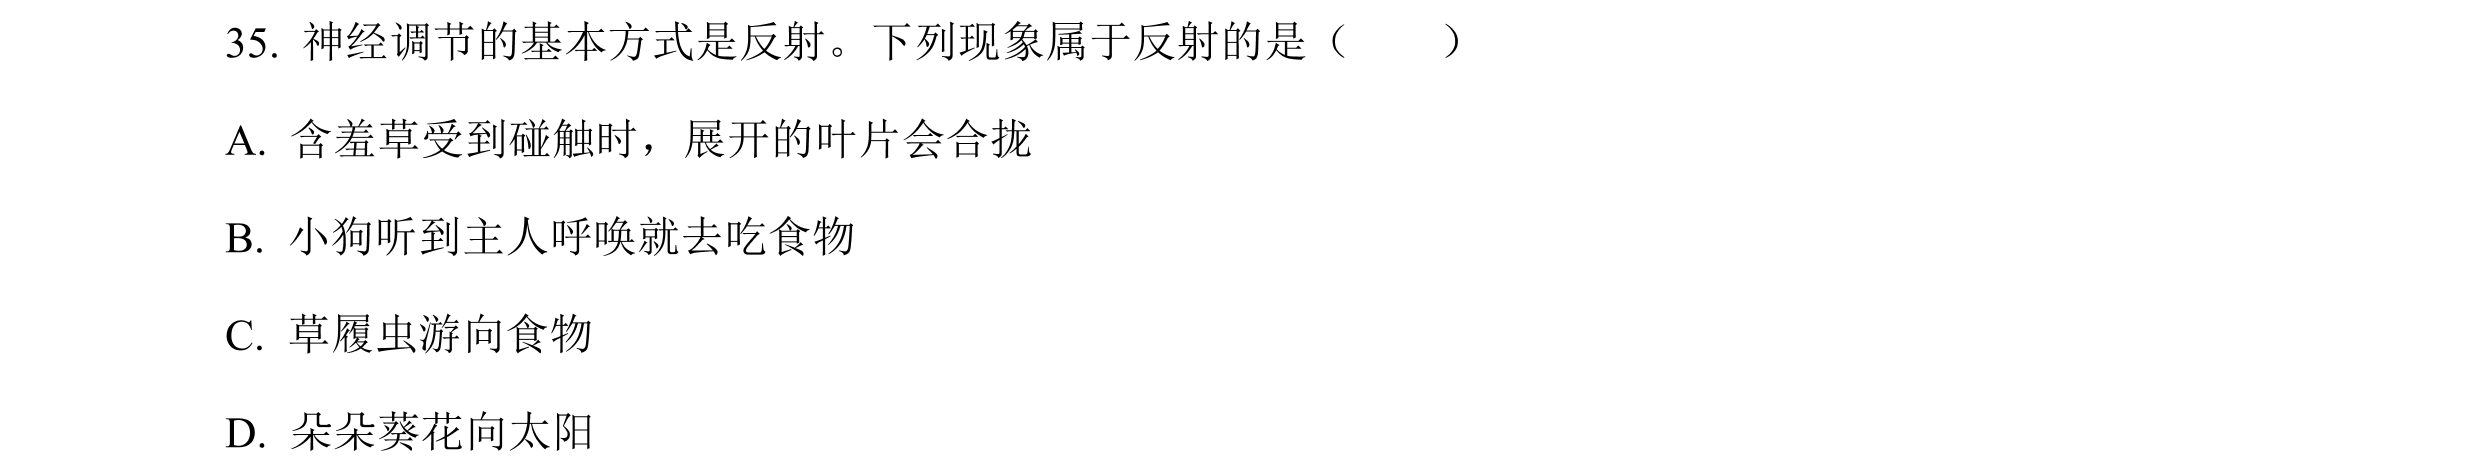 35. 神经调节的基本方式是反射。下列现象属于反射的是（　　）
A. 含羞草受到碰触时，展开的叶片会合拢
B. 小狗听到主人呼唤就去吃食物
C. 草履虫游向食物
D. 朵朵葵花向太阳